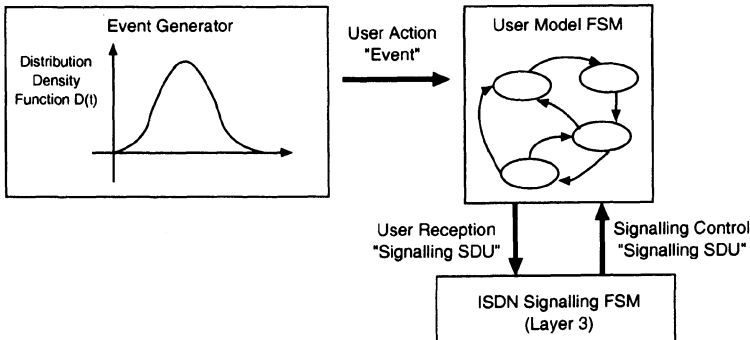 Event Generator
Distribution
Density
Function D(t)
User Action
"Event"
User Model FSM
User Reception
"Signalling SDU"
Signalling Control
"Signalling SDU"
ISDN Signalling FSM
(Layer 3)